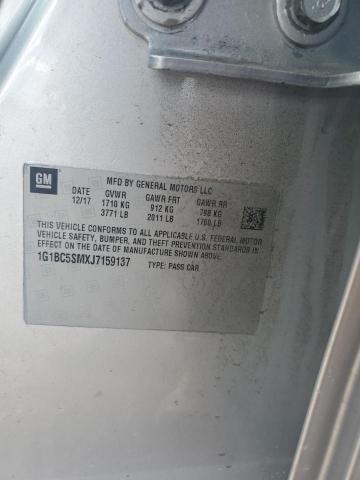 GM
MFD BY GENERAL MOTORS LLC
DATE GVWR GAWR FRT GAWR RR
12/17 1710 KG 912 KG 798 KG
3771 LB 2011 LB 1760 LB
THIS VEHICLE CONFORMS TO ALL APPLICABLE U.S. FEDERAL MOTOR
VEHICLE SAFETY, BUMPER, AND THEFT PREVENTION STANDARDS IN
EFFECT ON THE DATE OF MANUFACTURE SHOWN ABOVE.
1G1BC5SMXJ7159137 TYPE: PASS CAR